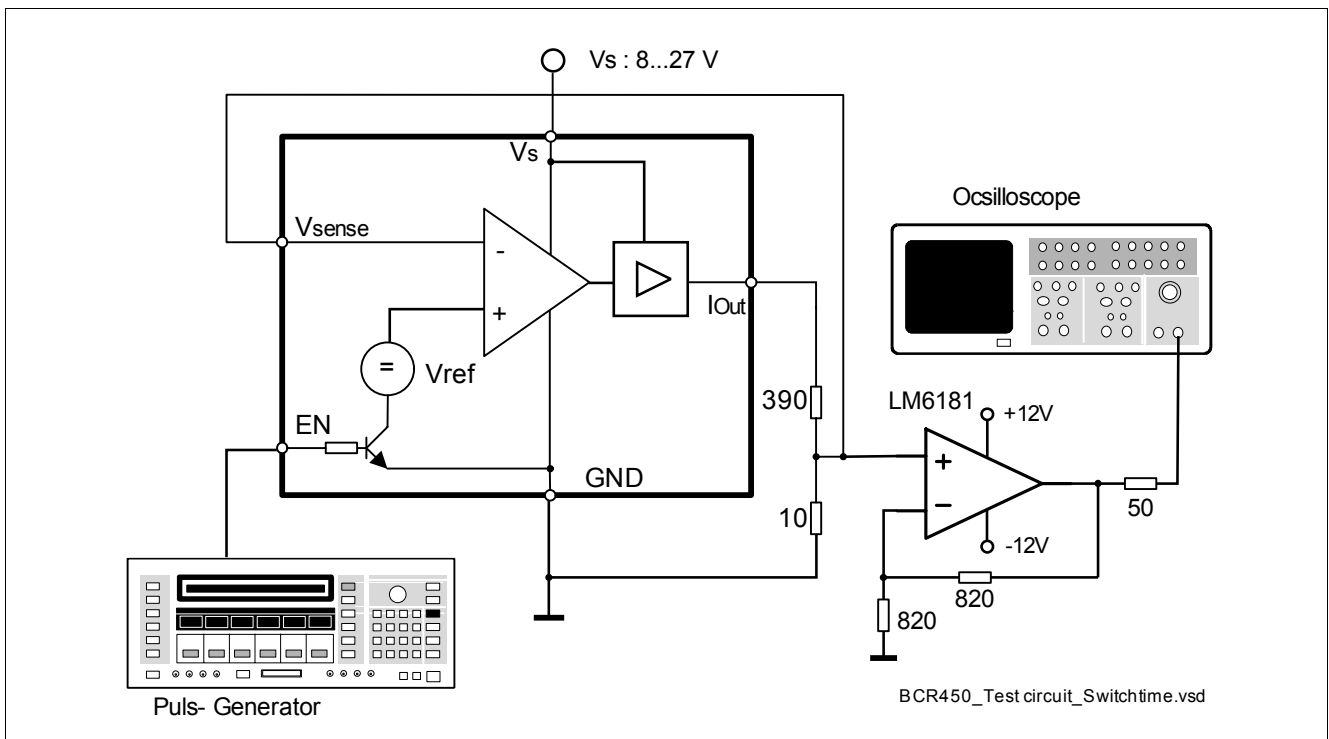 Vs : 8...27 V
Vs
Ocsilloscope
Vsense
-
IOut
+
=
Vref
390
LM6181
+12V
EN
+
GND
−
50
10
-12V
820
820
Puls- Generator
BCR450_Test circuit_Switchtime.vsd